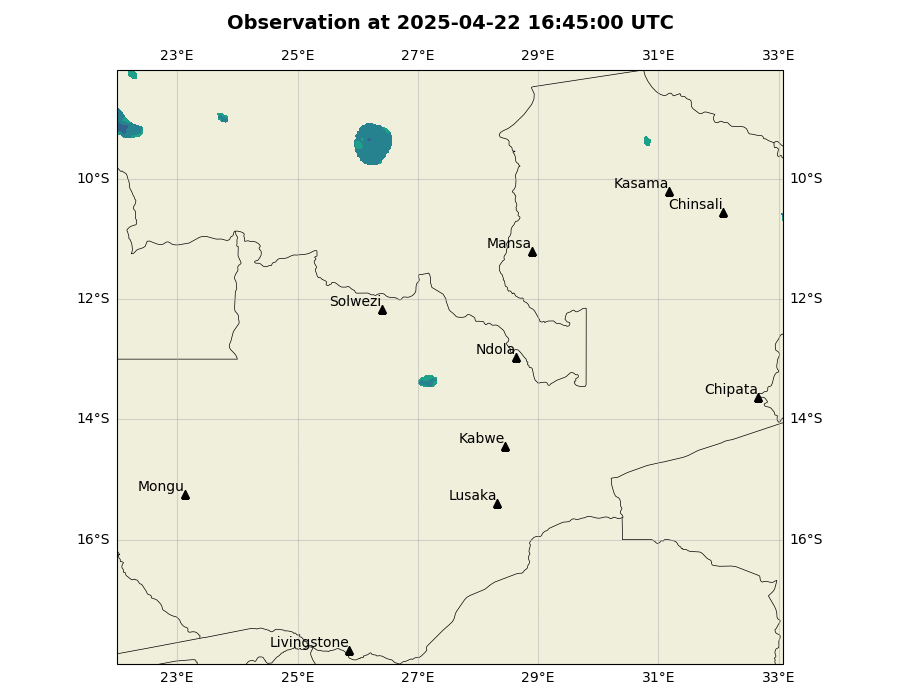 Observation at 2025-04-22 16:45:00 UTC
23°E 25°E 27°E 29°E 31°E 33°E
10°S 10°S
Kasama
Chinsali
Mansa
12°S 12°S
Solwezi
Ndola
Chipata
14°S 14°S
Kabwe
Mongu
Lusaka
16°S 16°S
Livingstone
23°E 25°E 27°E 29°E 31°E 33°E